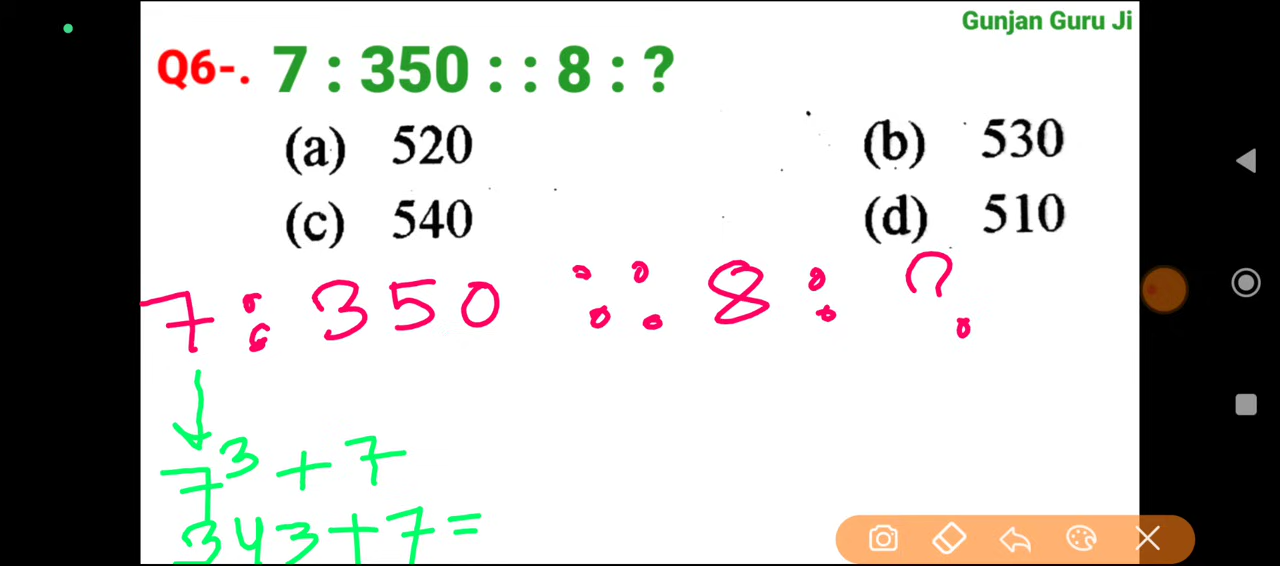 Gunjan Guru Ji
Q6-. 7 : 350 : : 8 : ?
(a) 520 (b) 530
(c) 540 (d) 510
7 : 350 :: 8 : ?
7³ + 7
343 + 7 =